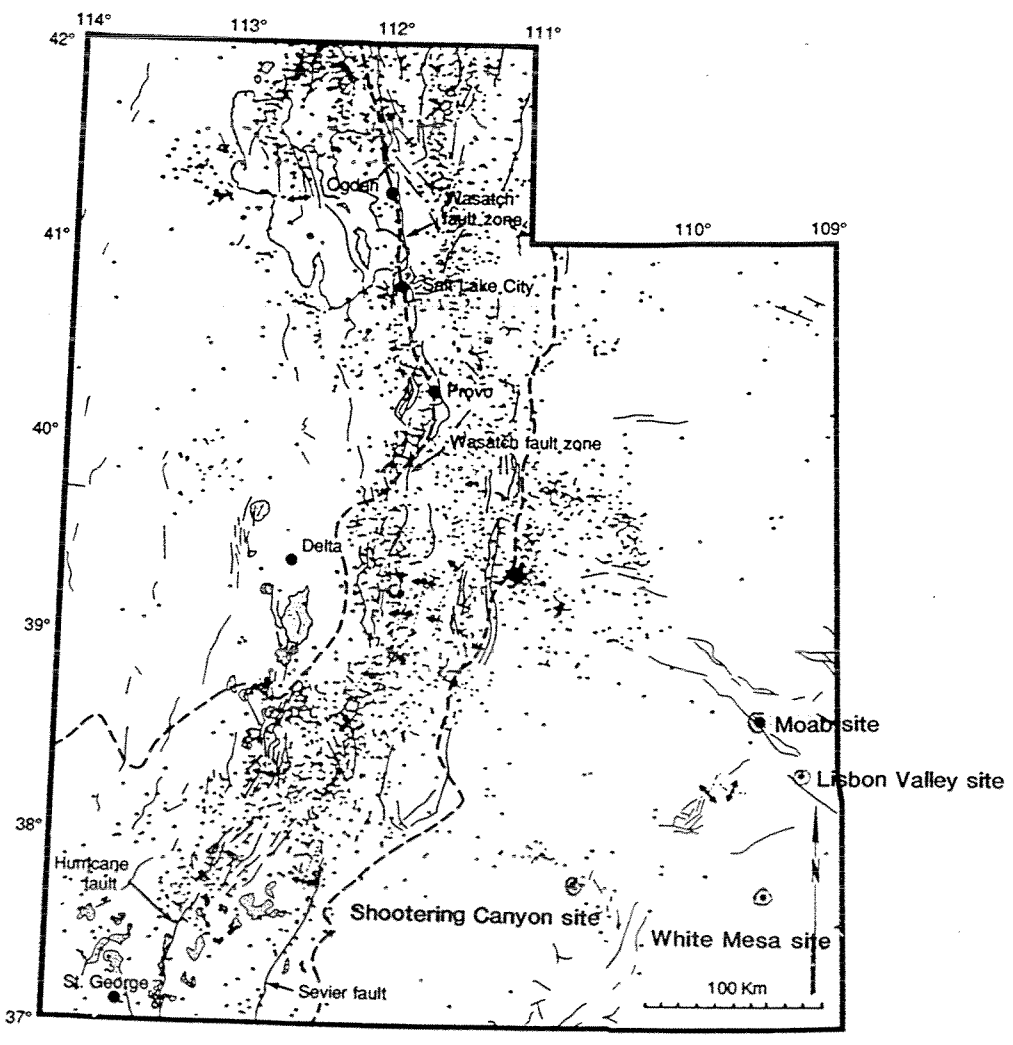 114°
113°
112°
111°
42°
Ogden
Wasatch
fault zone
41°
110°
109°
Salt Lake City
Provo
40°
Wasatch fault zone
Delta
39°
Moab site
Lisbon Valley site
38°
Hurricane
fault
N
Shootering Canyon site
White Mesa site
St. George
100 Km
Sevier fault
37°